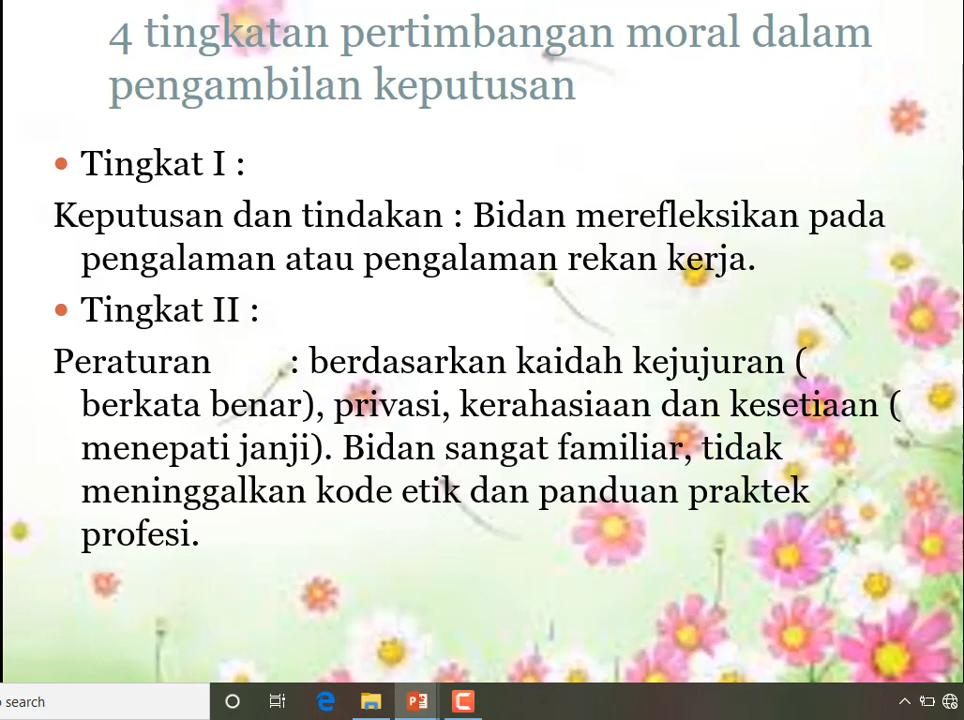 4 tingkatan pertimbangan moral dalam
pengambilan keputusan
• Tingkat I :
Keputusan dan tindakan : Bidan merefleksikan pada
pengalaman atau pengalaman rekan kerja.
• Tingkat II :
Peraturan : berdasarkan kaidah kejujuran (
berkata benar), privasi, kerahasiaan dan kesetiaan (
menepati janji). Bidan sangat familiar, tidak
meninggalkan kode etik dan panduan praktek
profesi.
search